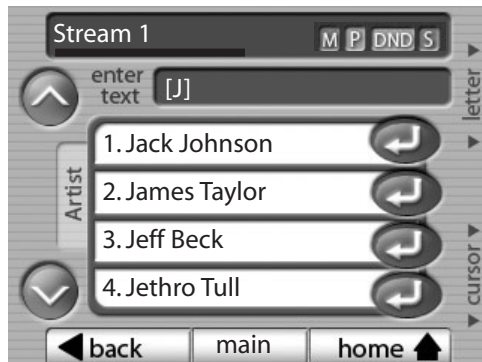 Stream 1 M P DND S
enter text [J]
letter
1. Jack Johnson
Artist
2. James Taylor
3. Jeff Beck
4. Jethro Tull
cursor
back main home